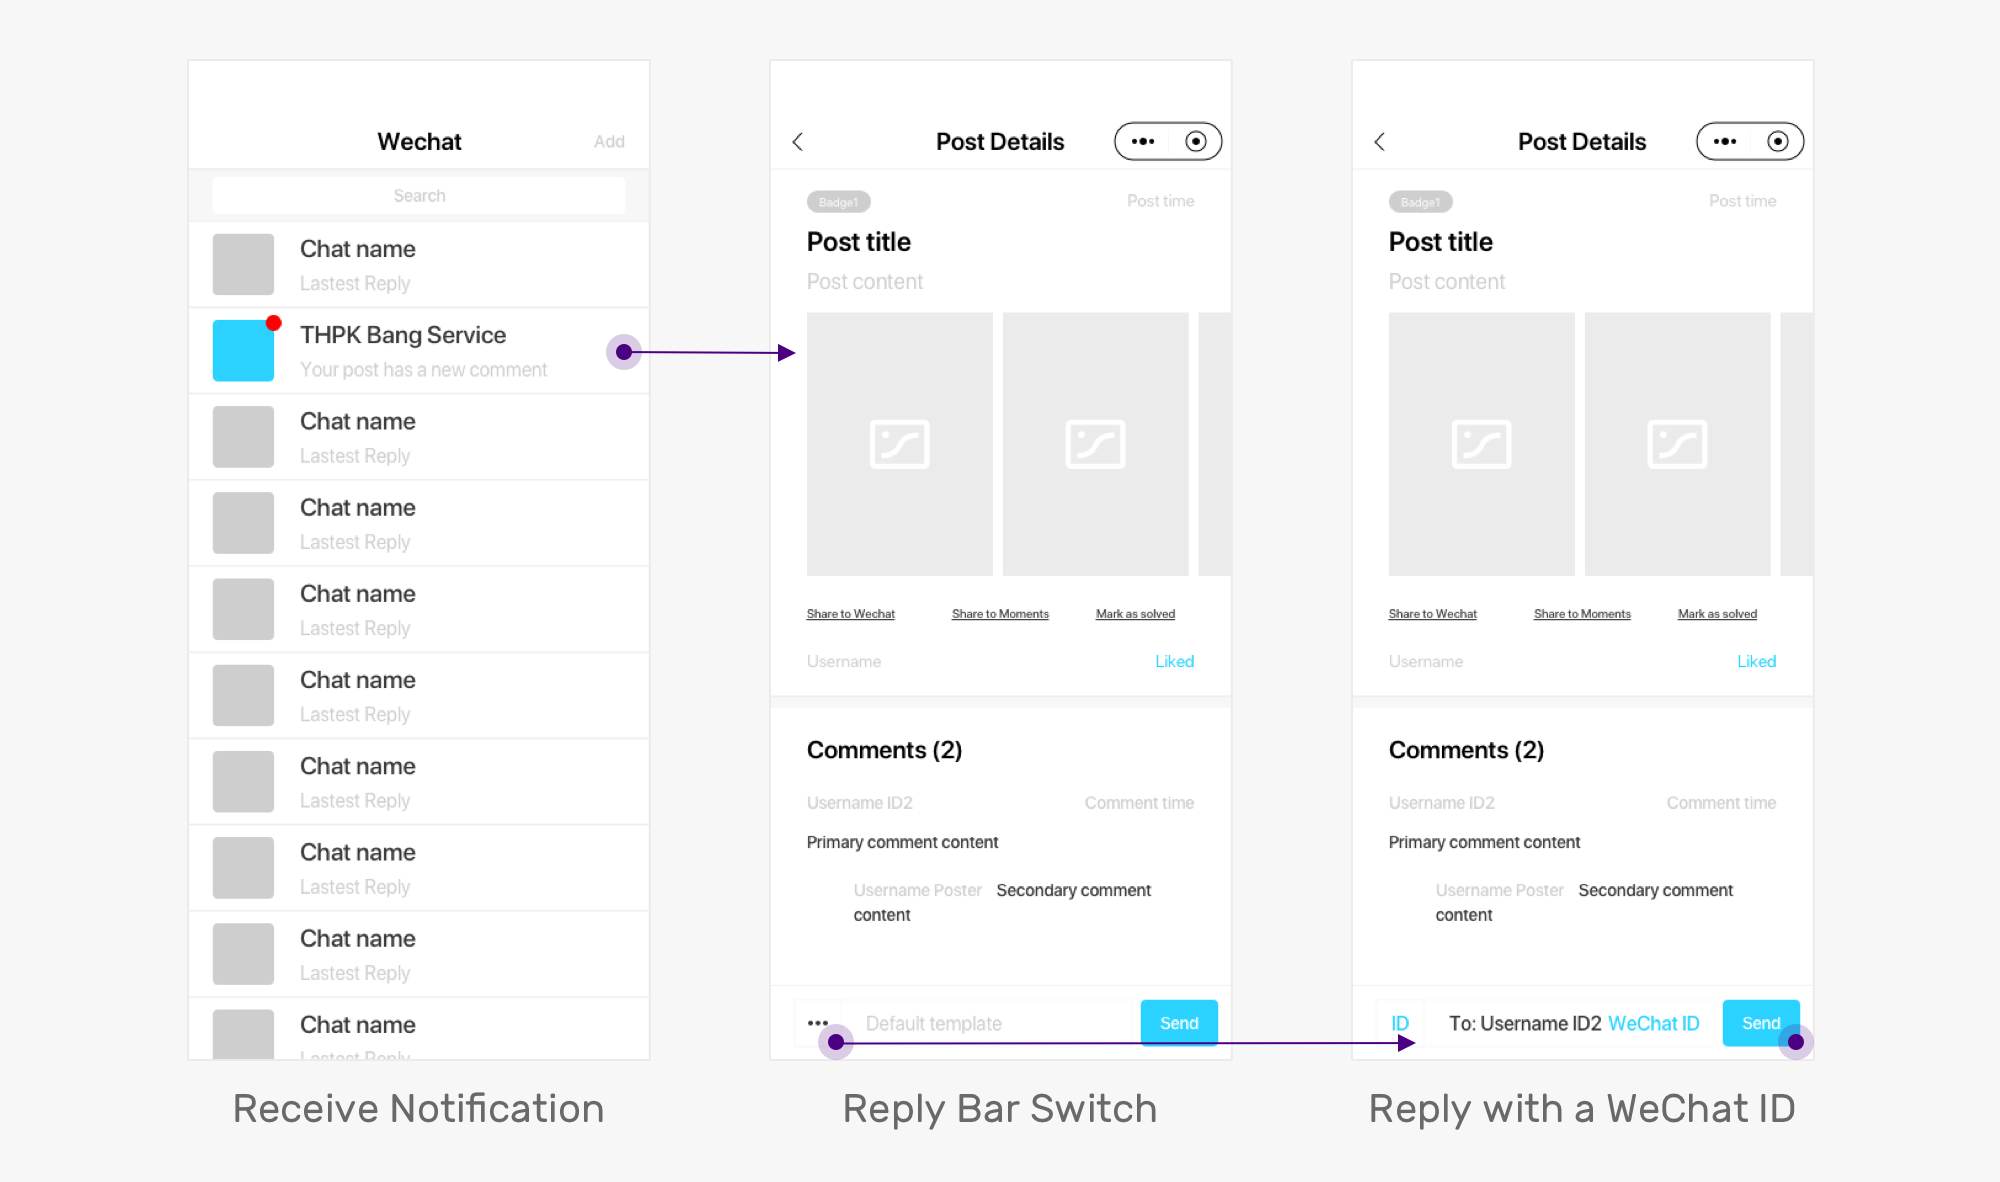 Wechat
Add
Search
Chat name
Lastest Reply
THPK Bang Service
Your post has a new comment
Chat name
Lastest Reply
Chat name
Lastest Reply
Chat name
Lastest Reply
Chat name
Lastest Reply
Chat name
Lastest Reply
Chat name
Lastest Reply
Chat name
Lastest Reply
Chat name
Lastest Reply
Receive Notification
Post Details
Badge1
Post time
Post title
Post content
Share to Wechat
Share to Moments
Mark as solved
Username
Liked
Comments (2)
Username ID2
Comment time
Primary comment content
Username Poster Secondary comment
content
Default template
Send
Reply Bar Switch
Post Details
Badge1
Post time
Post title
Post content
Share to Wechat
Share to Moments
Mark as solved
Username
Liked
Comments (2)
Username ID2
Comment time
Primary comment content
Username Poster Secondary comment
content
ID
To: Username ID2 WeChat ID
Send
Reply with a WeChat ID